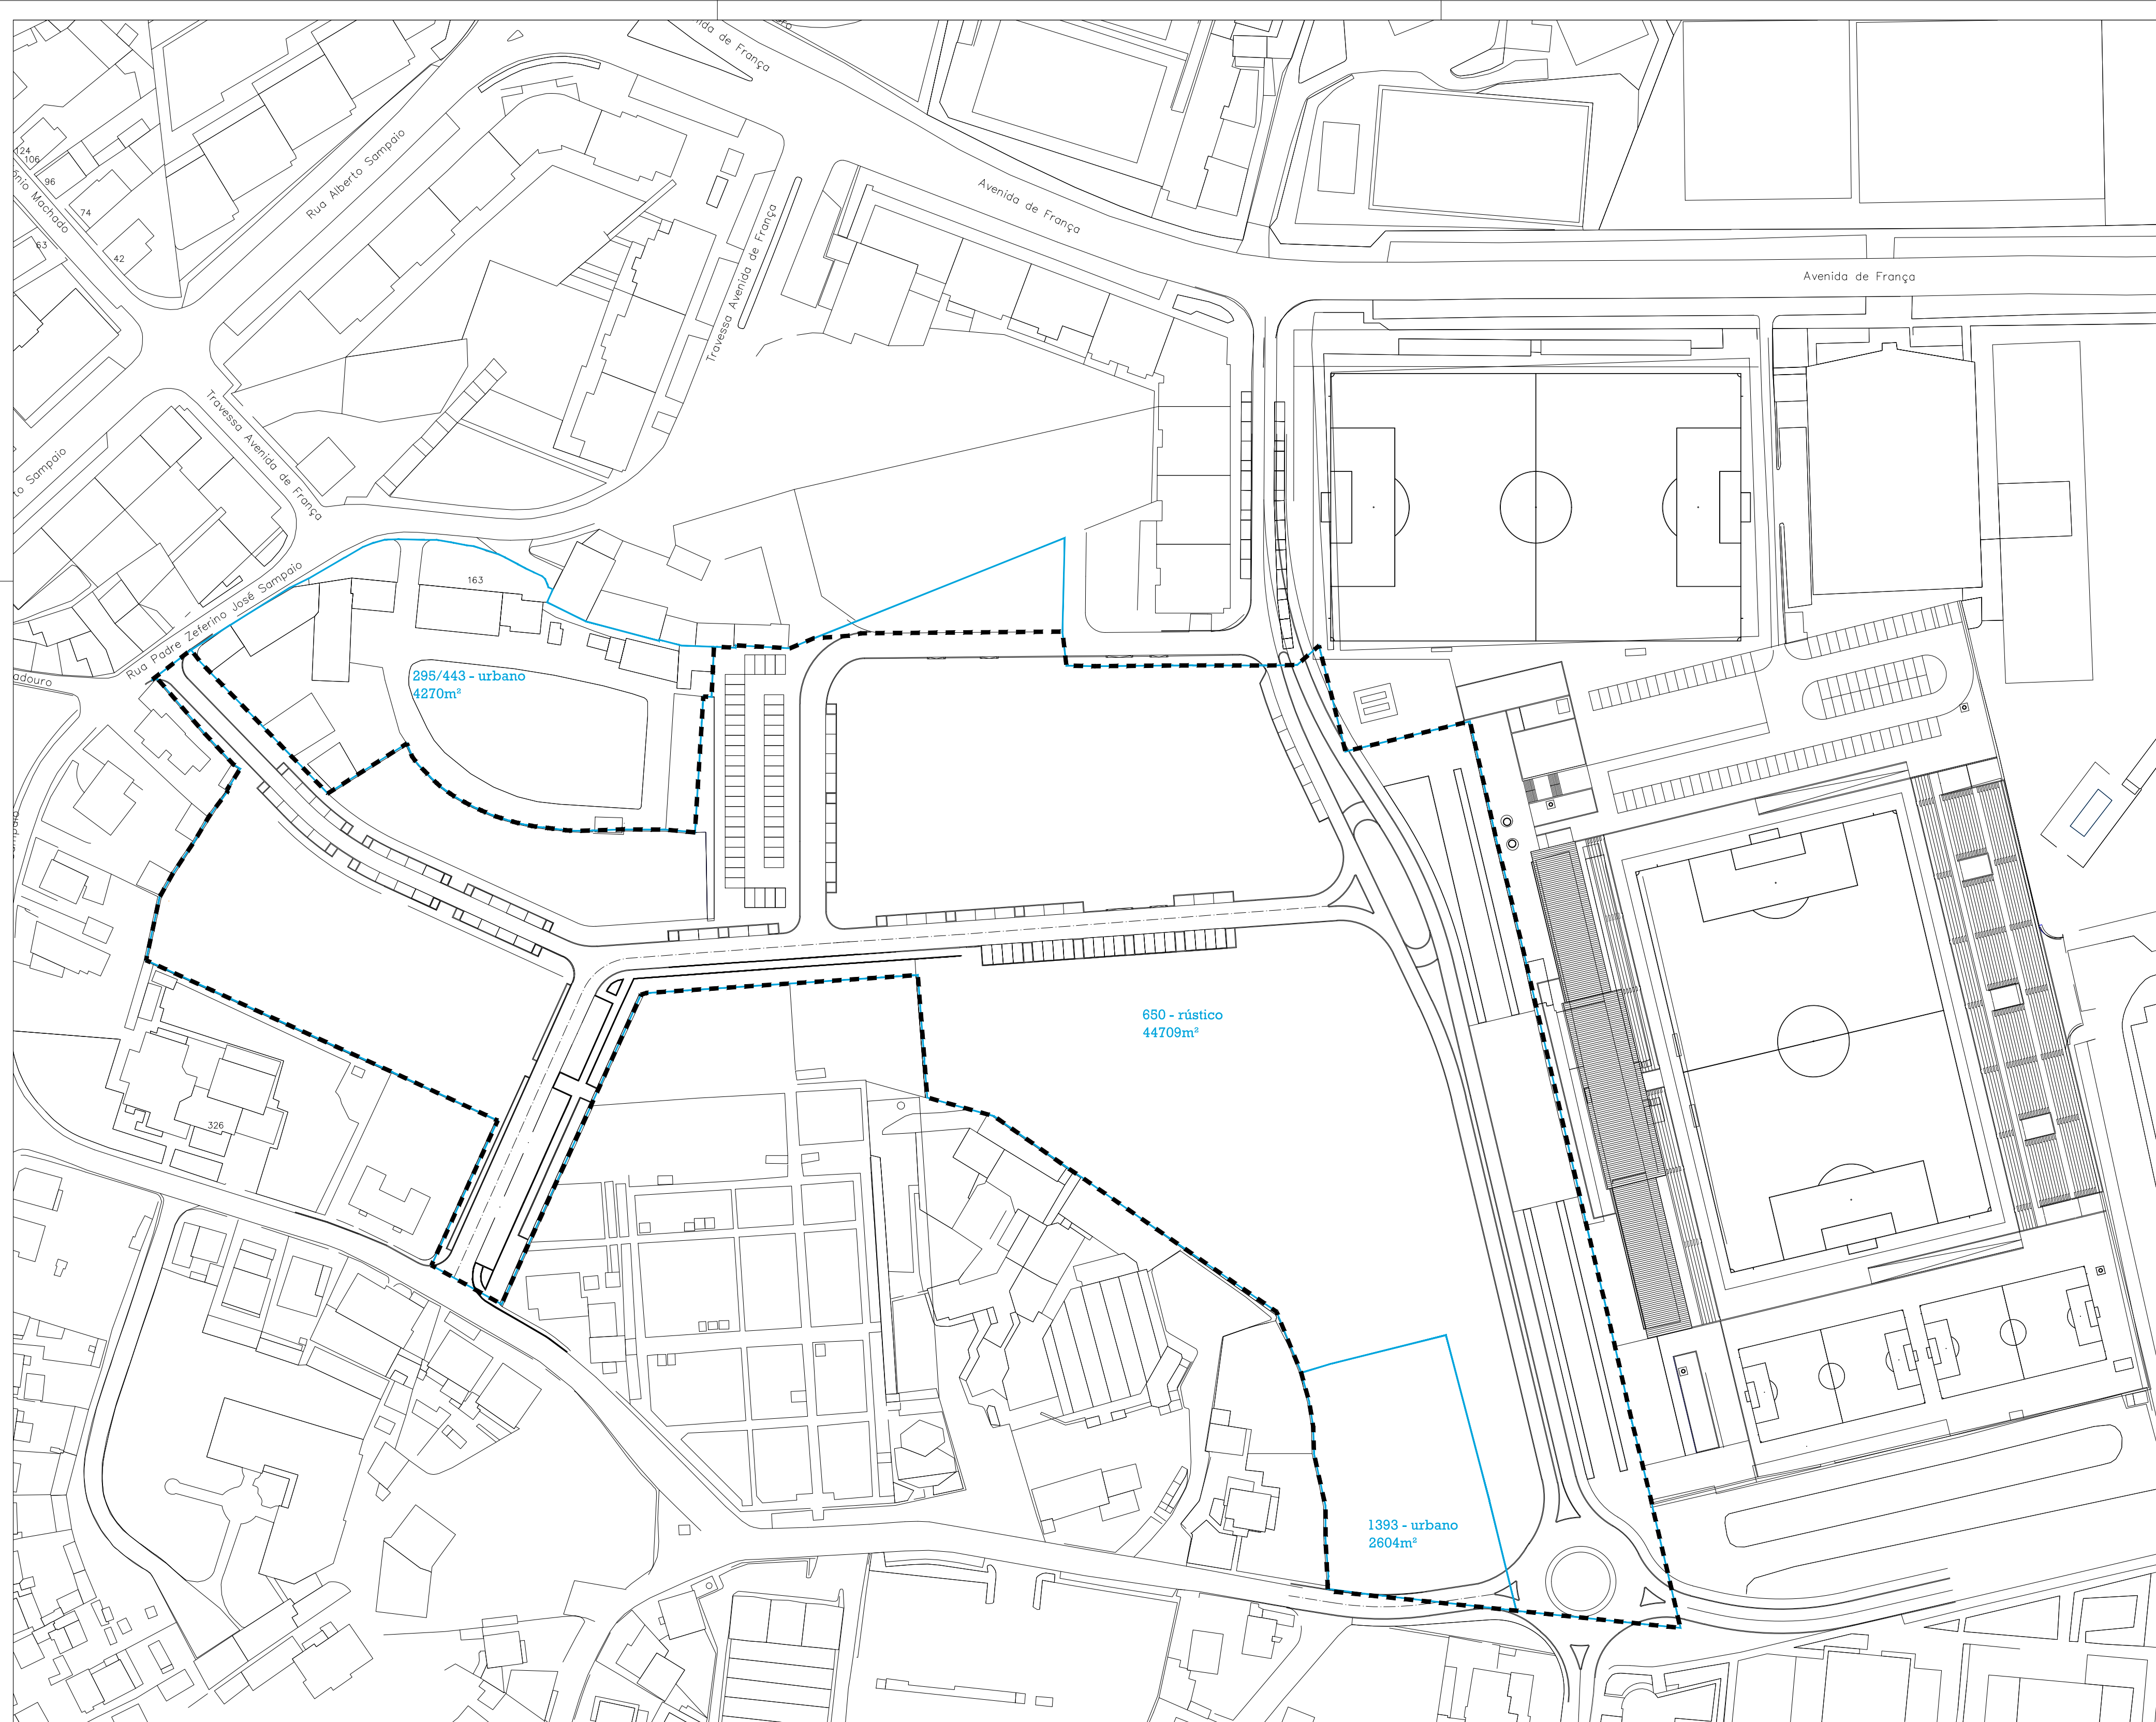 Avenida de França
124
106
96
74
63
42
Rua Alberto Sampaio
Travessa Avenida de França
Avenida de França
Avenida de França
Travessa Avenida de França
Sampaio
Rua Padre Zeferino José Sampaio
163
295/443 - urbano
4270m²
650 - rústico
44709m²
326
1393 - urbano
2604m²